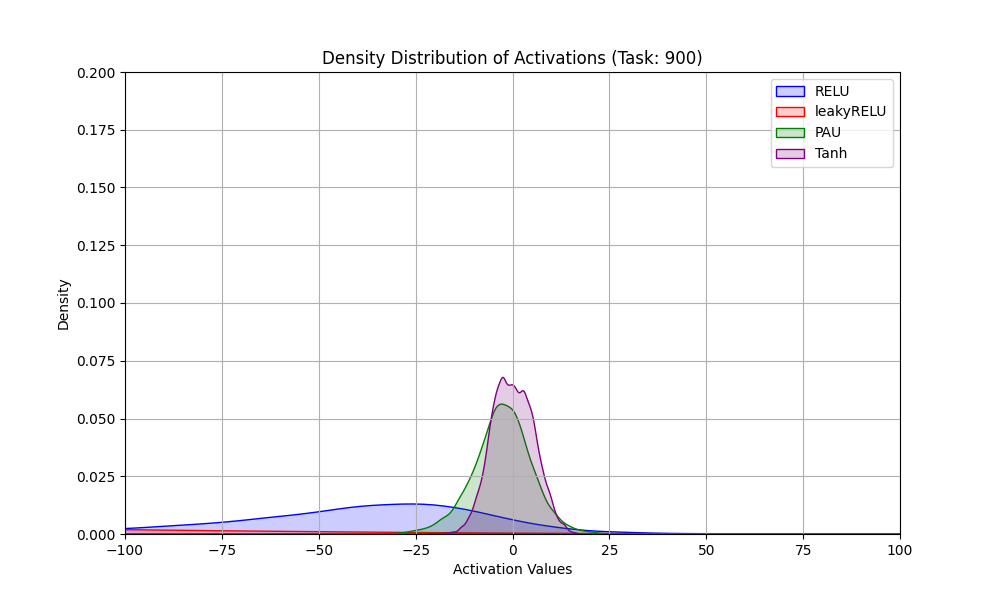 Density Distribution of Activations (Task: 900)
0.200
0.175
0.150
0.125
0.100
0.075
0.050
0.025
0.000
Density
RELU
leakyRELU
PAU
Tanh
−100 −75 −50 −25 0 25 50 75 100
Activation Values